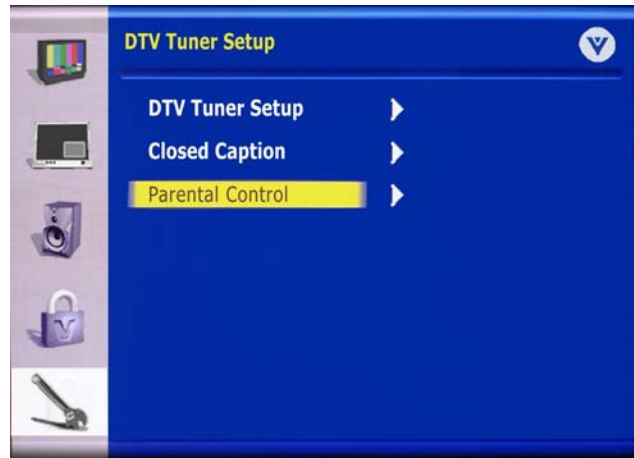 DTV Tuner Setup
V
DTV Tuner Setup
Closed Caption
Parental Control
V